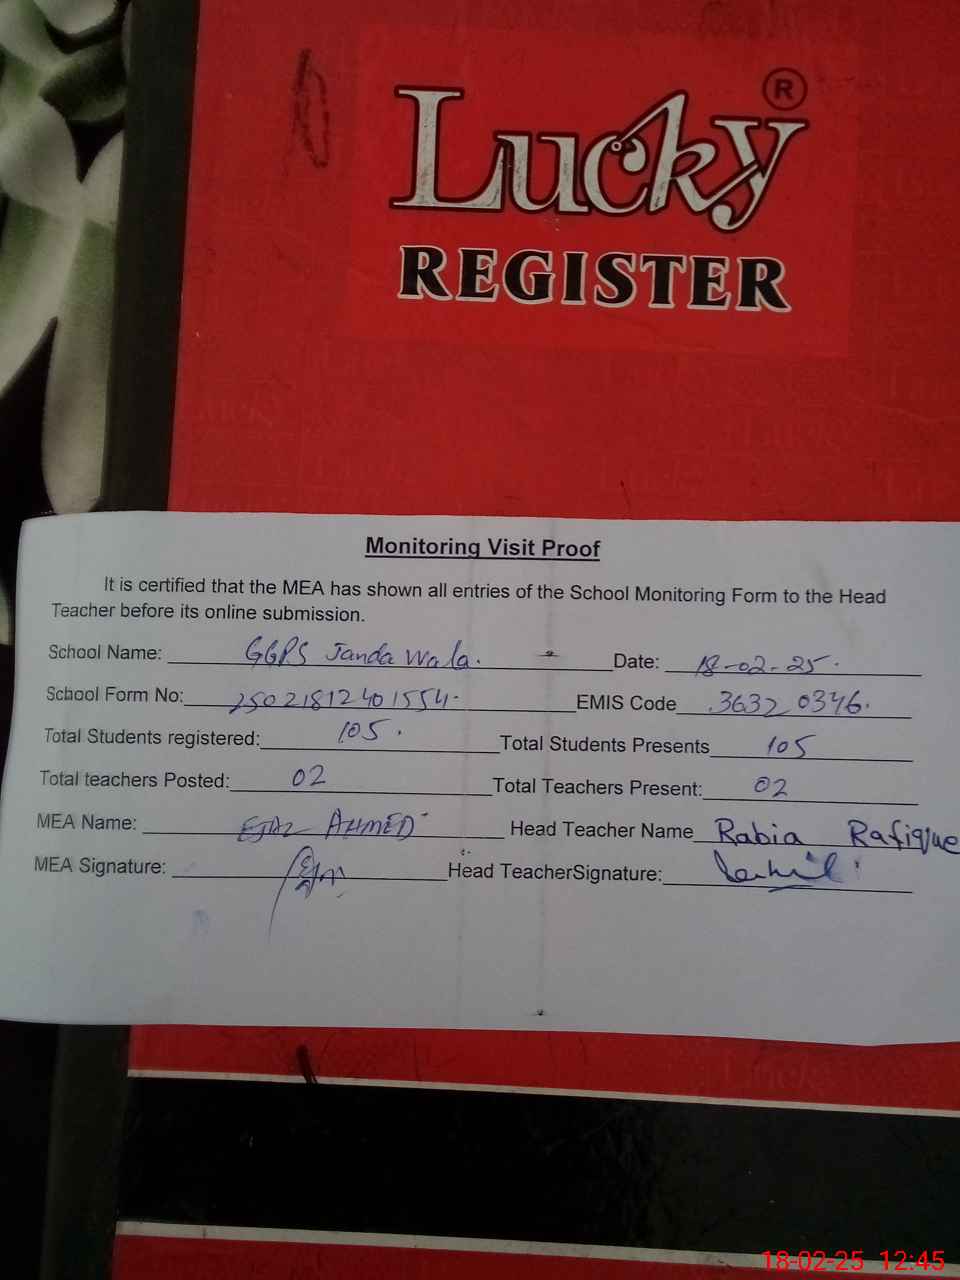 Lucky ®
REGISTER
Monitoring Visit Proof
It is certified that the MEA has shown all entries of the School Monitoring Form to the Head
Teacher before its online submission.
School Name: GGPS Janda Wala. Date: 18-02-25.
School Form No: 25021812401554. EMIS Code 36320346.
Total Students registered: 105. Total Students Presents 105
Total teachers Posted: 02 Total Teachers Present: 02
MEA Name: EJAZ AHMED Head Teacher Name Rabia Rafique
MEA Signature: Head TeacherSignature:
18-02-25 12:45